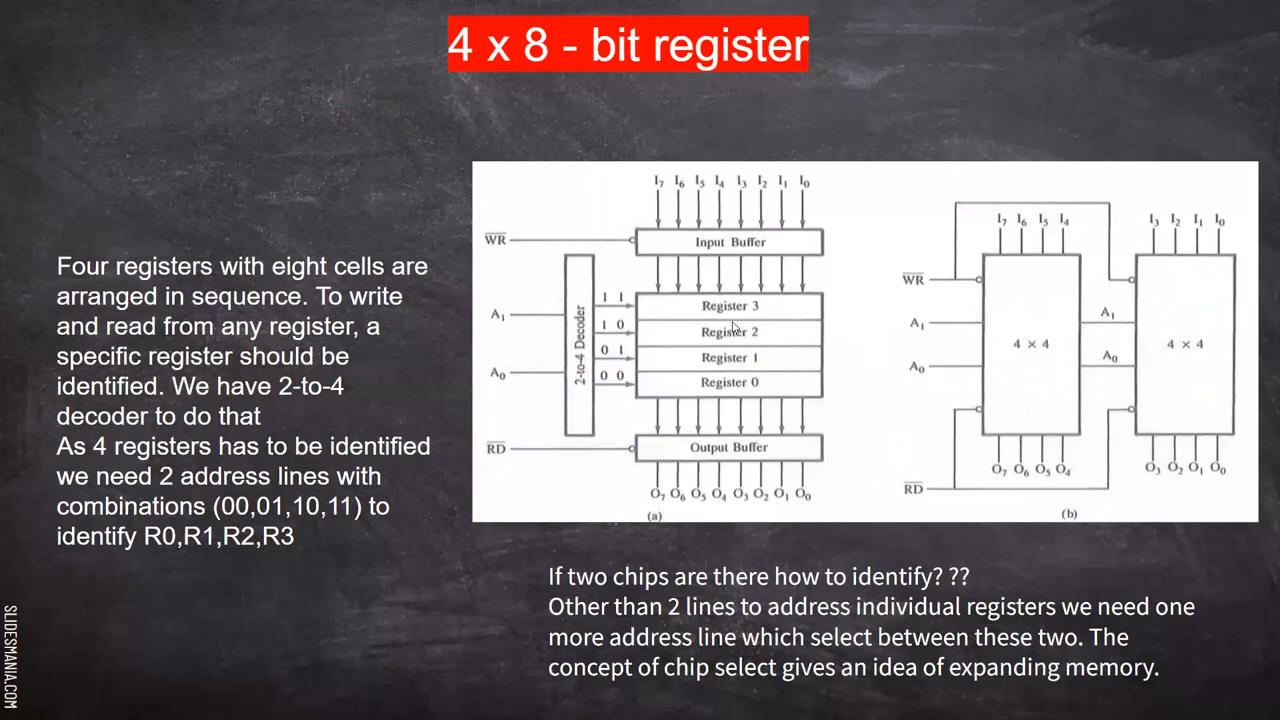 4 x 8 - bit register
Four registers with eight cells are
arranged in sequence. To write
and read from any register, a
specific register should be
identified. We have 2-to-4
decoder to do that
As 4 registers has to be identified
we need 2 address lines with
combinations (00,01,10,11) to
identify R0,R1,R2,R3
I₇ I₆ I₅ I₄ I₃ I₂ I₁ I₀
W̅R̅
Input Buffer
A₁
A₀
2-to-4 Decoder
1 1
Register 3
1 0
Register 2
0 1
Register 1
0 0
Register 0
R̅D̅
Output Buffer
O₇ O₆ O₅ O₄ O₃ O₂ O₁ O₀
(a)
I₇ I₆ I₅ I₄
I₃ I₂ I₁ I₀
W̅R̅
A₁
A₁
4 × 4
4 × 4
A₀
A₀
O₇ O₆ O₅ O₄
O₃ O₂ O₁ O₀
R̅D̅
(b)
If two chips are there how to identify? ??
Other than 2 lines to address individual registers we need one
more address line which select between these two. The
concept of chip select gives an idea of expanding memory.
SLIDESMANIA.COM